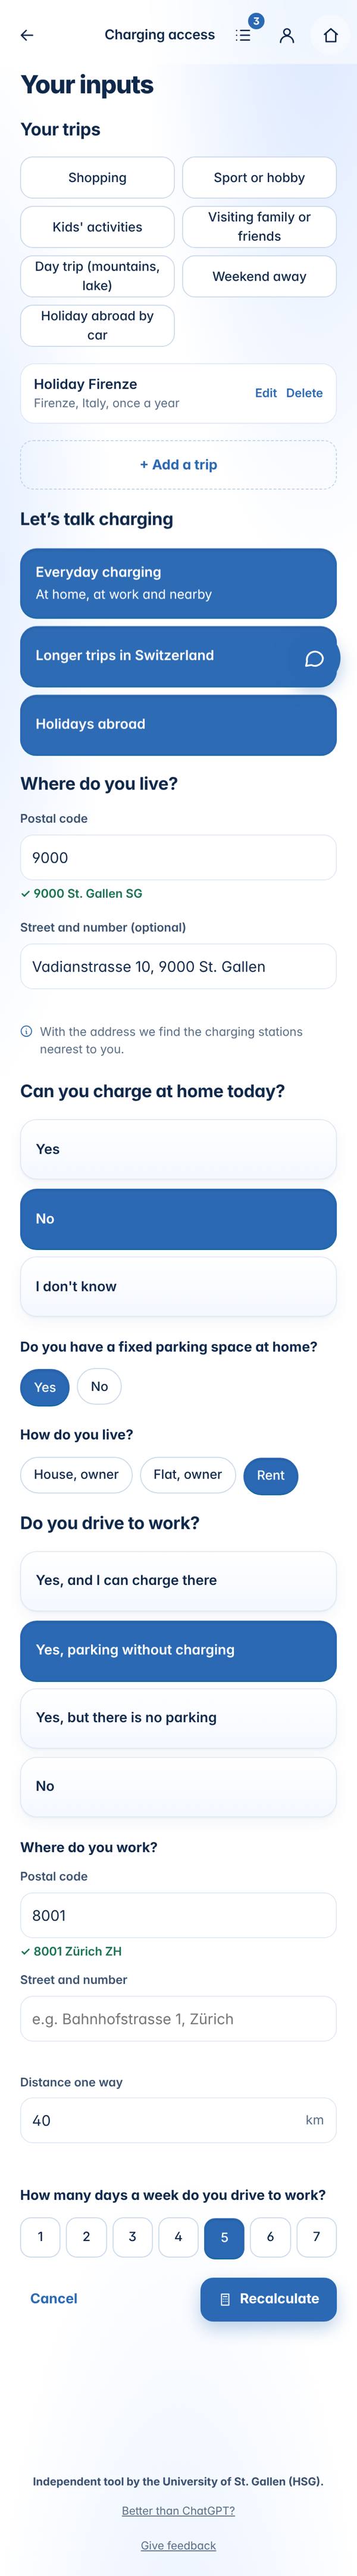 Charging access
3
Your inputs
Your trips
Shopping
Sport or hobby
Kids' activities
Visiting family or
friends
Day trip (mountains,
lake)
Weekend away
Holiday abroad by
car
Holiday Firenze
Firenze, Italy, once a year
Edit Delete
+ Add a trip
Let's talk charging
Everyday charging
At home, at work and nearby
Longer trips in Switzerland
Holidays abroad
Where do you live?
Postal code
9000
✓ 9000 St. Gallen SG
Street and number (optional)
Vadianstrasse 10, 9000 St. Gallen
With the address we find the charging stations
nearest to you.
Can you charge at home today?
Yes
No
I don't know
Do you have a fixed parking space at home?
Yes No
How do you live?
House, owner Flat, owner Rent
Do you drive to work?
Yes, and I can charge there
Yes, parking without charging
Yes, but there is no parking
No
Where do you work?
Postal code
8001
✓ 8001 Zürich ZH
Street and number
e.g. Bahnhofstrasse 1, Zürich
Distance one way
40 km
How many days a week do you drive to work?
1 2 3 4 5 6 7
Cancel Recalculate
Independent tool by the University of St. Gallen (HSG).
Better than ChatGPT?
Give feedback